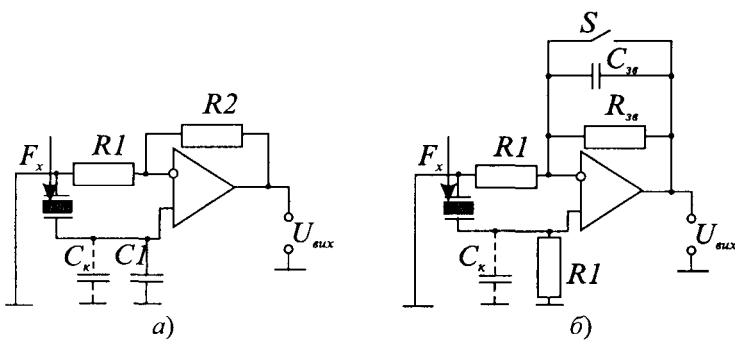 S
C зв
R2
R зв
R1
F х
R1
F х
U вих
U вих
C к
C1
C к
R1
а)
б)